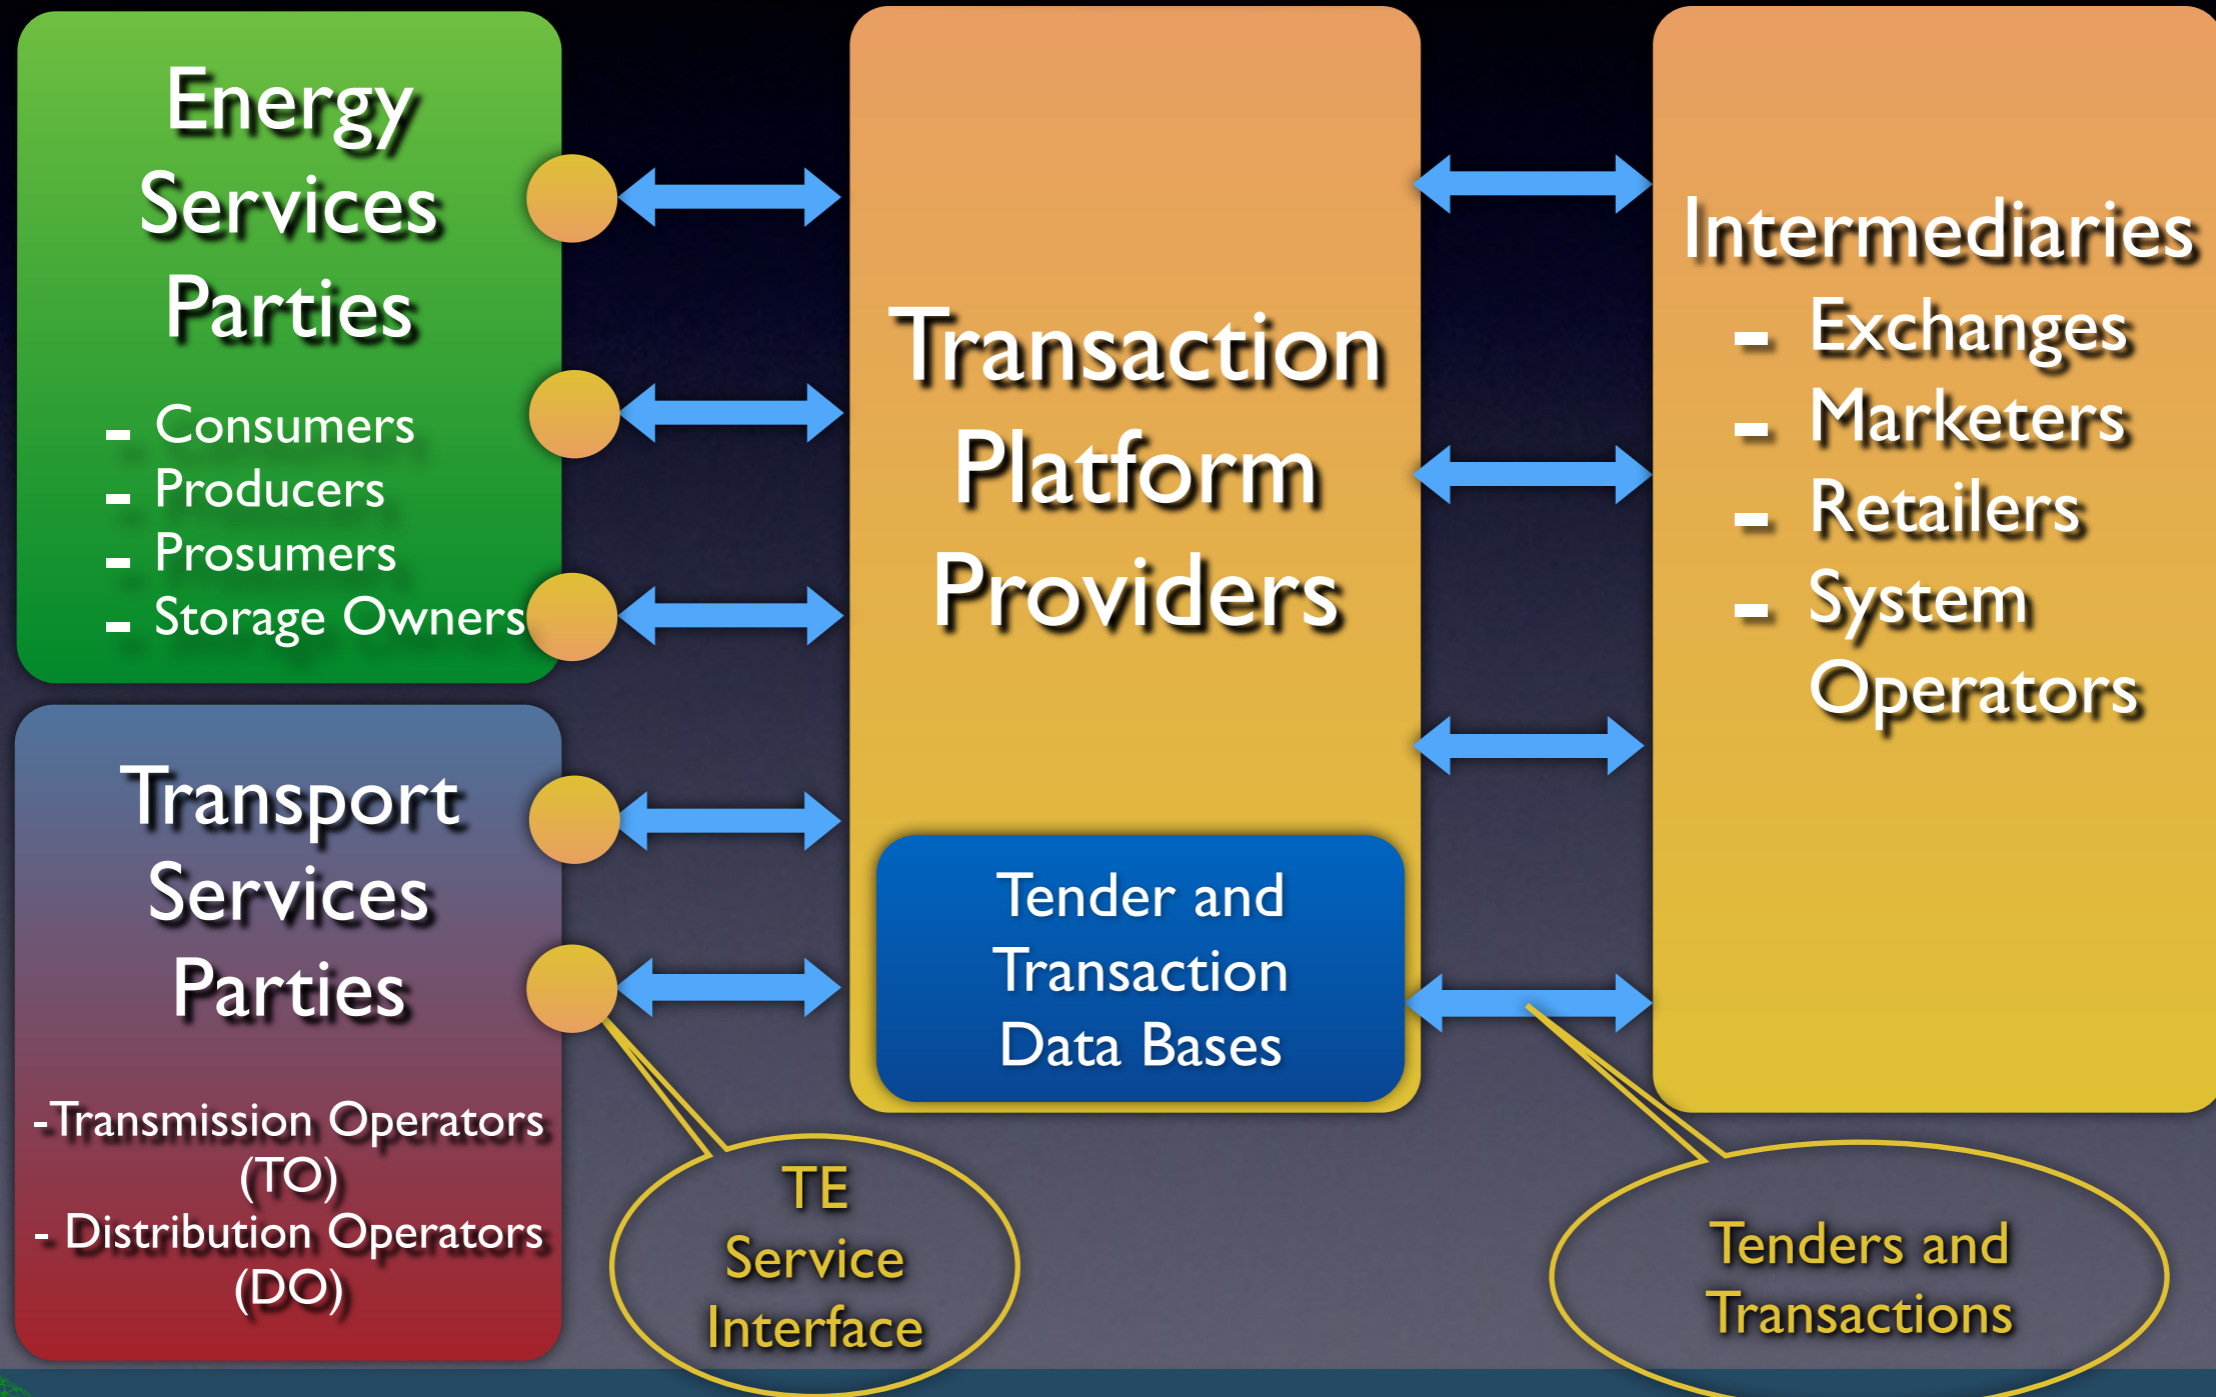 Energy
Services
Parties
- Consumers
- Producers
- Prosumers
- Storage Owners
Transport
Services
Parties
-Transmission Operators
(TO)
- Distribution Operators
(DO)
Transaction
Platform
Providers
Tender and
Transaction
Data Bases
Intermediaries
- Exchanges
- Marketers
- Retailers
- System
Operators
TE
Service
Interface
Tenders and
Transactions